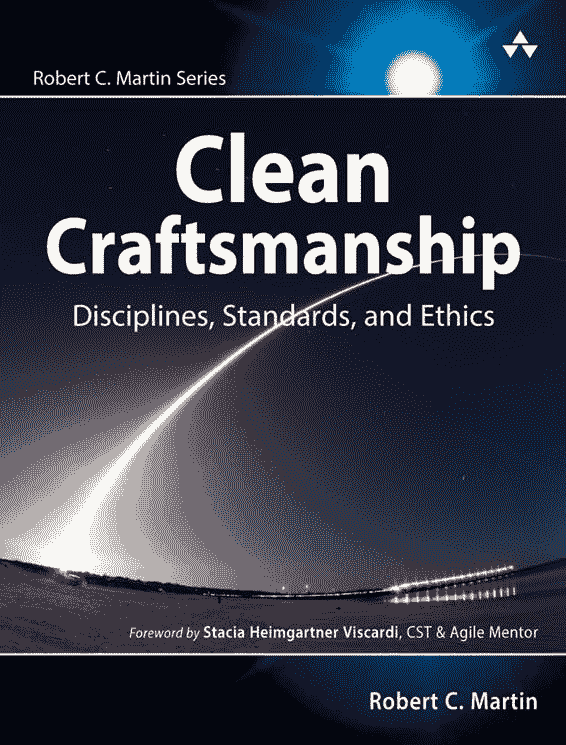 Robert C. Martin Series
Clean
Craftsmanship
Disciplines, Standards, and Ethics
Foreword by Stacia Heimgartner Viscardi, CST & Agile Mentor
Robert C. Martin